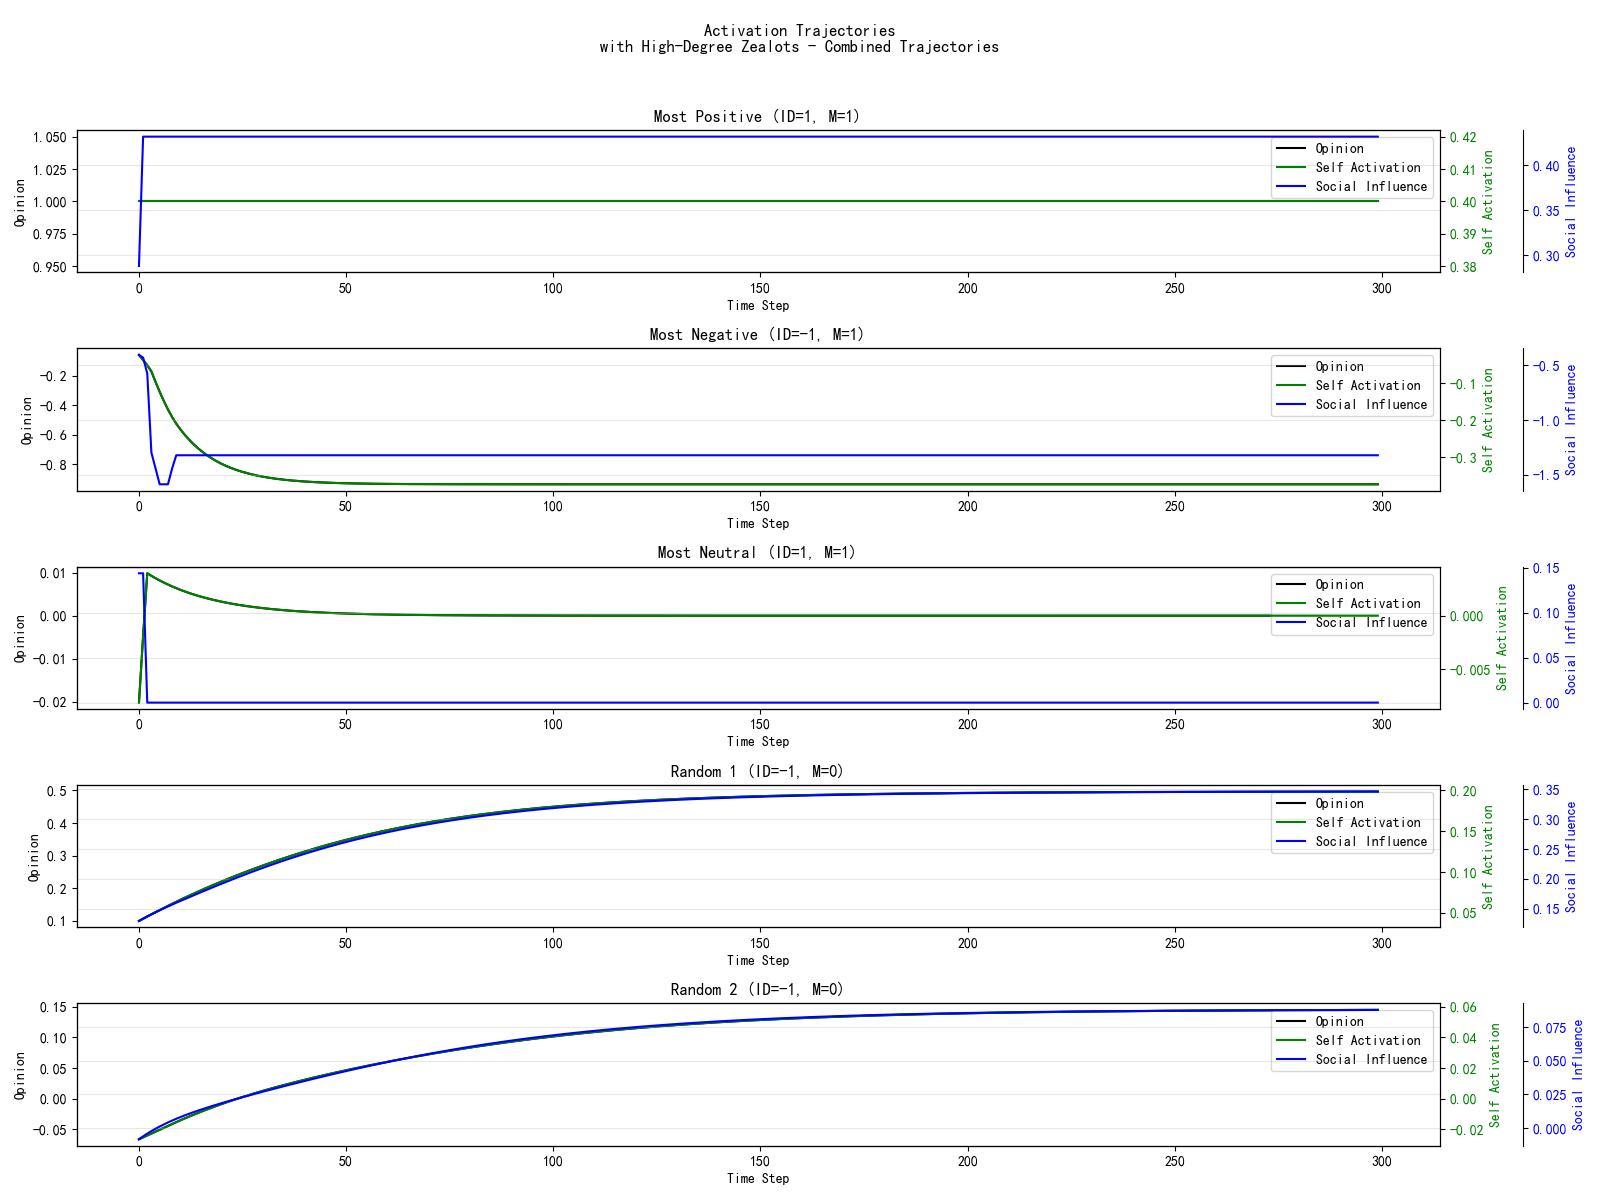 Activation Trajectories
with High-Degree Zealots - Combined Trajectories
Most Positive (ID=1, M=1)
Opinion
1.050
1.025
1.000
0.975
0.950
0 50 100 150 200 250 300
Time Step
Opinion
Self Activation
Social Influence
0.42
0.41
0.40
0.39
0.38
Self Activation
0.40
0.35
0.30
Social Influence
Most Negative (ID=-1, M=1)
Opinion
-0.2
-0.4
-0.6
-0.8
0 50 100 150 200 250 300
Time Step
Opinion
Self Activation
Social Influence
-0.1
-0.2
-0.3
Self Activation
-0.5
-1.0
-1.5
Social Influence
Most Neutral (ID=1, M=1)
Opinion
0.01
0.00
-0.01
-0.02
0 50 100 150 200 250 300
Time Step
Opinion
Self Activation
Social Influence
0.000
-0.005
Self Activation
0.15
0.10
0.05
0.00
Social Influence
Random 1 (ID=-1, M=0)
Opinion
0.5
0.4
0.3
0.2
0.1
0 50 100 150 200 250 300
Time Step
Opinion
Self Activation
Social Influence
0.20
0.15
0.10
0.05
Self Activation
0.35
0.30
0.25
0.20
0.15
Social Influence
Random 2 (ID=-1, M=0)
Opinion
0.15
0.10
0.05
0.00
-0.05
0 50 100 150 200 250 300
Time Step
Opinion
Self Activation
Social Influence
0.06
0.04
0.02
0.00
-0.02
Self Activation
0.075
0.050
0.025
0.000
Social Influence